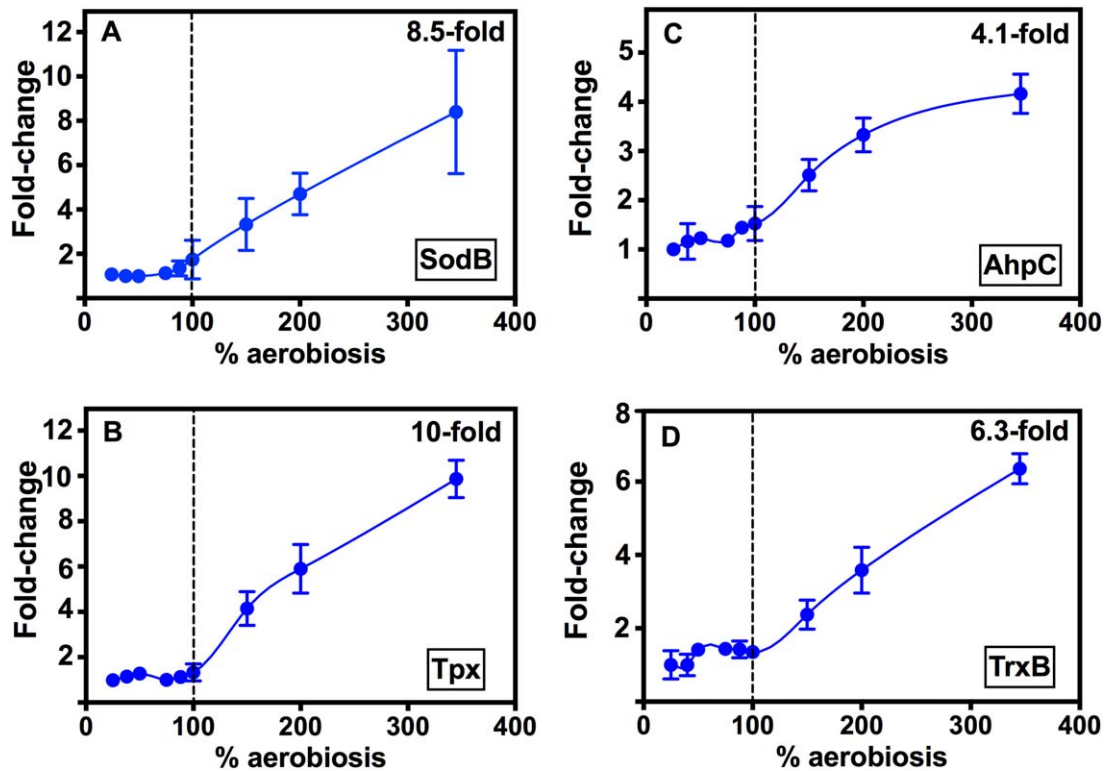 A
8.5-fold
Fold-change
12
10
8
6
4
2
SodB
0
100
200
300
400
% aerobiosis
C
4.1-fold
Fold-change
5
4
3
2
1
AhpC
0
100
200
300
400
% aerobiosis
B
10-fold
Fold-change
12
10
8
6
4
2
Tpx
0
100
200
300
400
% aerobiosis
D
6.3-fold
Fold-change
8
6
4
2
TrxB
0
100
200
300
400
% aerobiosis